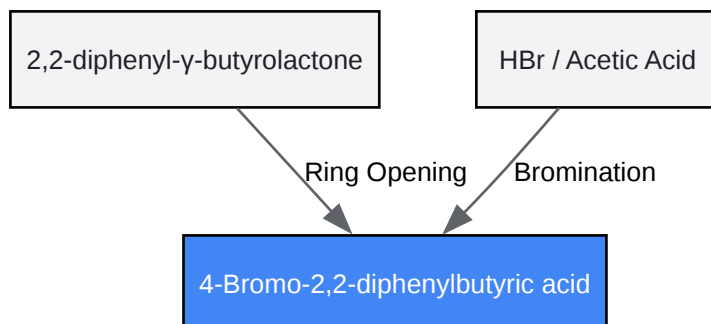 2,2-diphenyl-γ-butyrolactone
HBr / Acetic Acid
Ring Opening
Bromination
4-Bromo-2,2-diphenylbutyric acid